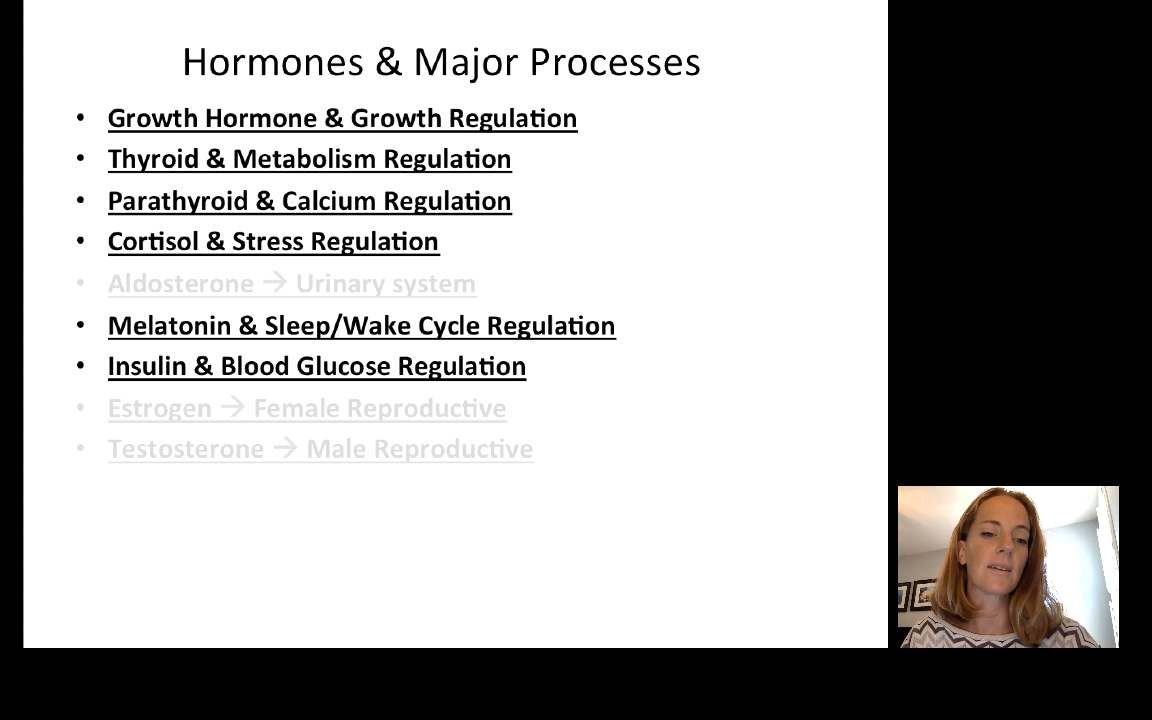 Hormones & Major Processes
• Growth Hormone & Growth Regulation
• Thyroid & Metabolism Regulation
• Parathyroid & Calcium Regulation
• Cortisol & Stress Regulation
• Aldosterone → Urinary system
• Melatonin & Sleep/Wake Cycle Regulation
• Insulin & Blood Glucose Regulation
• Estrogen → Female Reproductive
• Testosterone → Male Reproductive